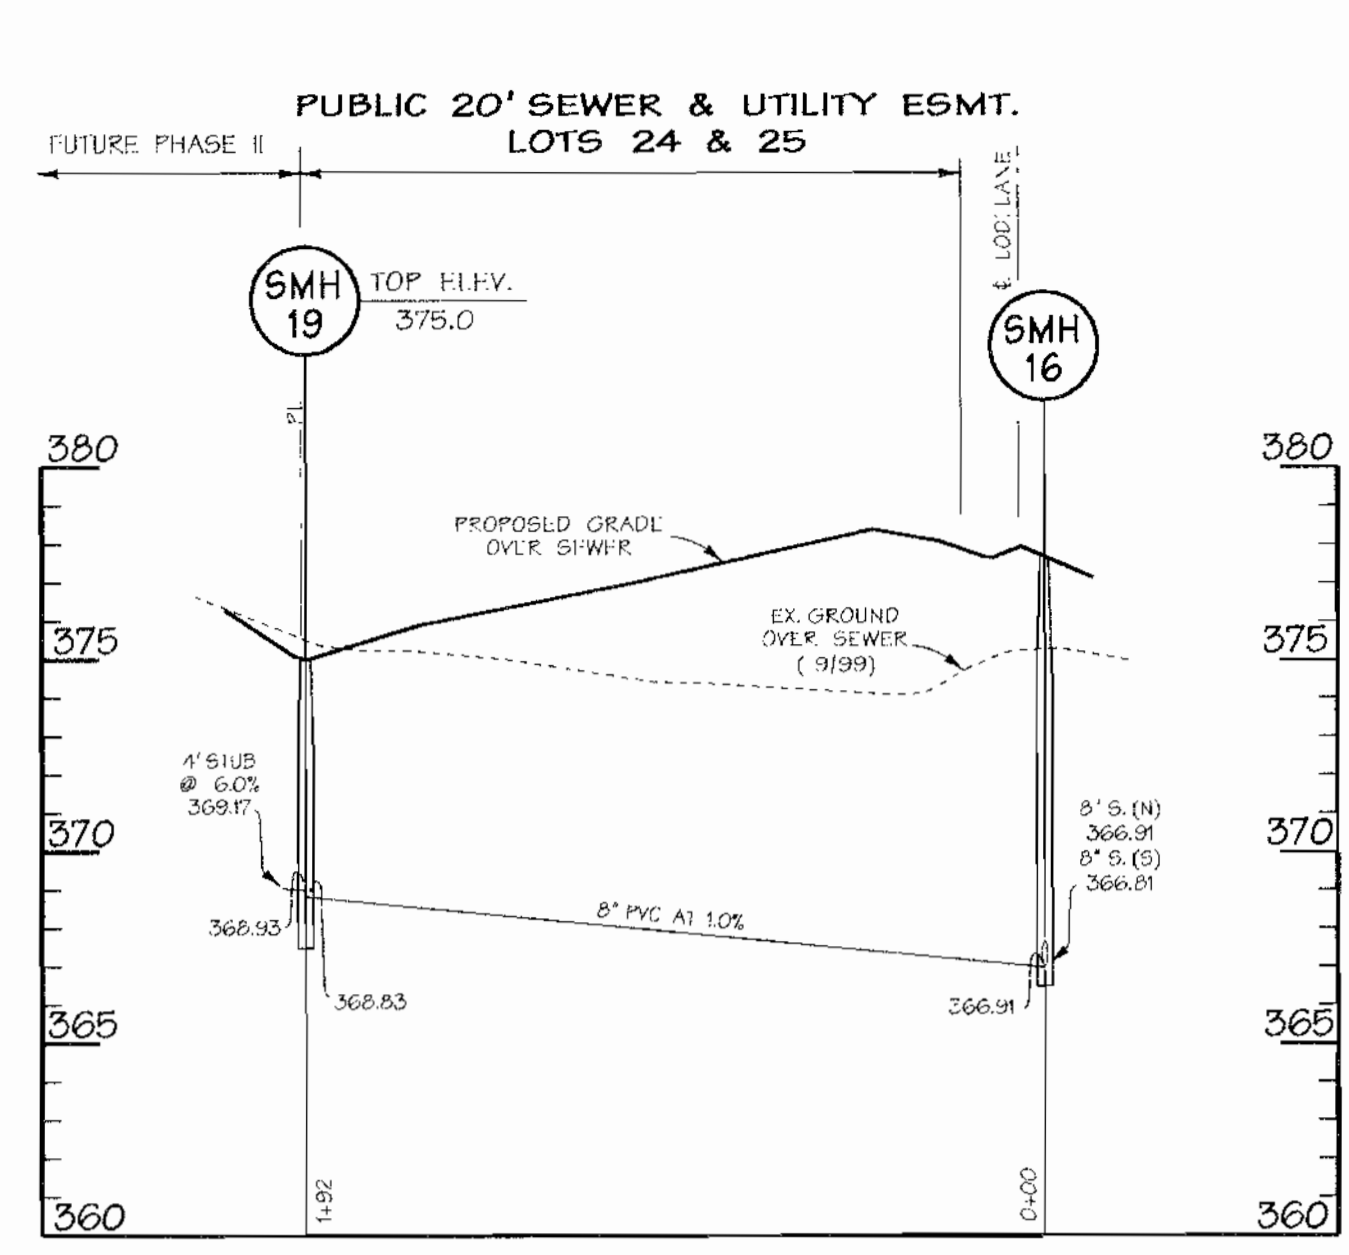 PUBLIC 20' SEWER & UTILITY ESMT.
LOTS 24 & 25
FUTURE PHASE II
℄ LODI LANE
SMH
19
TOP ELEV.
375.0
SMH
16
PL
380
380
PROPOSED GRADE
OVER SEWER
EX. GROUND
OVER SEWER
( 9/99)
375
375
4' STUB
@ 6.0%
369.17
8" S. (N)
366.91
8" S. (S)
366.81
370
370
8" PVC AT 1.0%
368.93
368.83
366.91
365
365
1+92
0+00
360
360